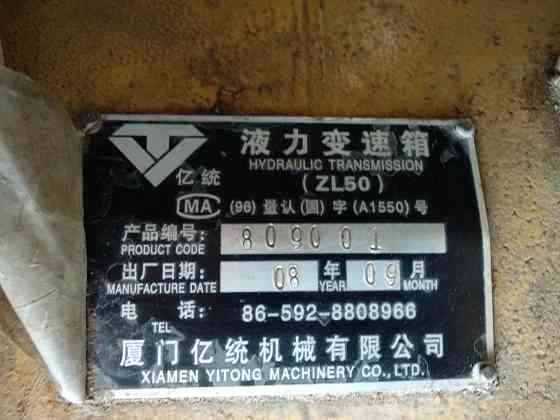 液力变速箱
HYDRAULIC TRANSMISSION
(ZL50)
亿统
MA (96) 量认 (国) 字 (A1550) 号
产品编号: 809001
PRODUCT CODE
出厂日期: 08 年 09 月
MANUFACTURE DATE YEAR MONTH
电 话: 86-592-8808966
TEL
厦门亿统机械有限公司
XIAMEN YITONG MACHINERY CO.,LTD.